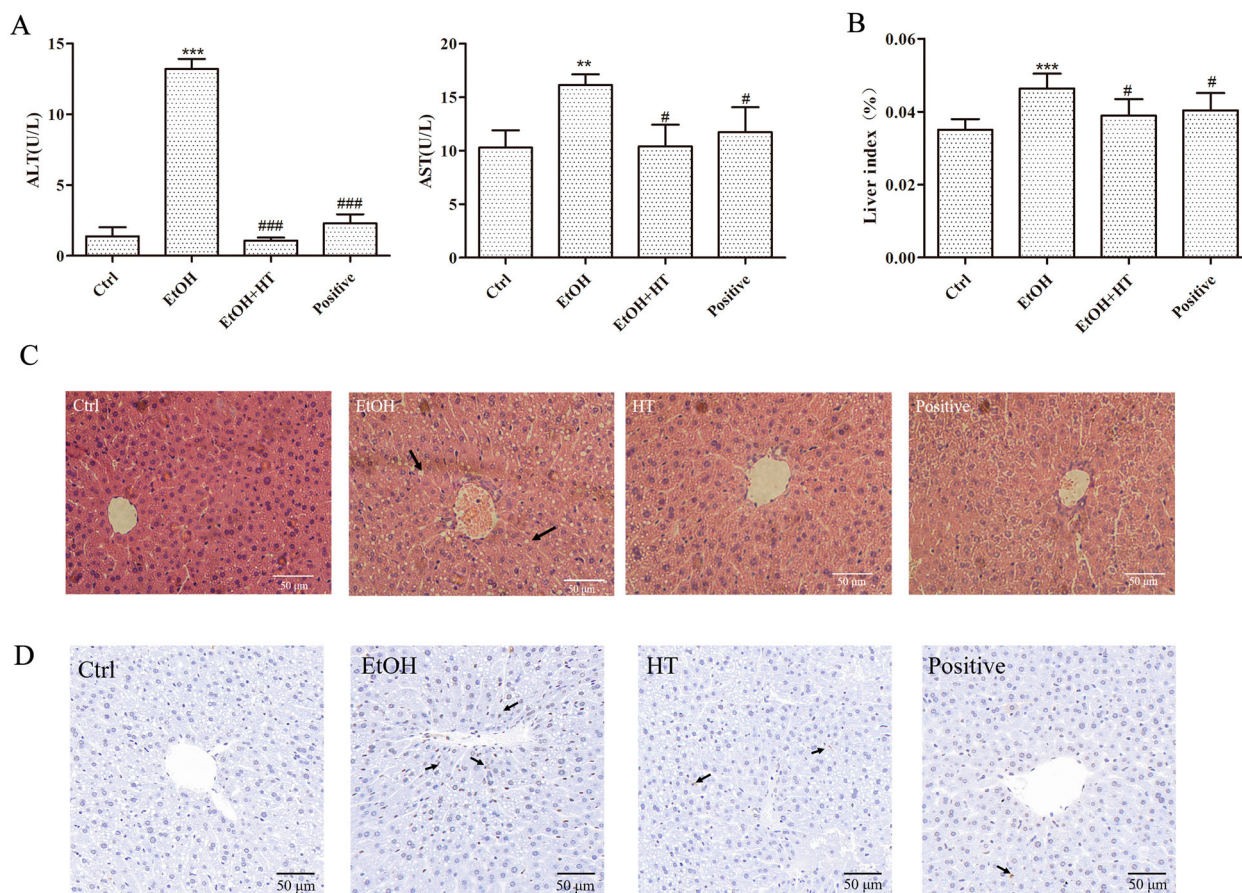 A
ALT(U/L)
15
10
5
0
***
###
###
Ctrl
EtOH
EtOH+HT
Positive
AST(U/L)
20
15
10
5
0
**
#
#
Ctrl
EtOH
EtOH+HT
Positive
B
Liver index (%)
0.06
0.04
0.02
0.00
***
#
#
Ctrl
EtOH
EtOH+HT
Positive
C
Ctrl
50 μm
EtOH
50 μm
HT
50 μm
Positive
50 μm
D
Ctrl
50 μm
EtOH
50 μm
HT
50 μm
Positive
50 μm